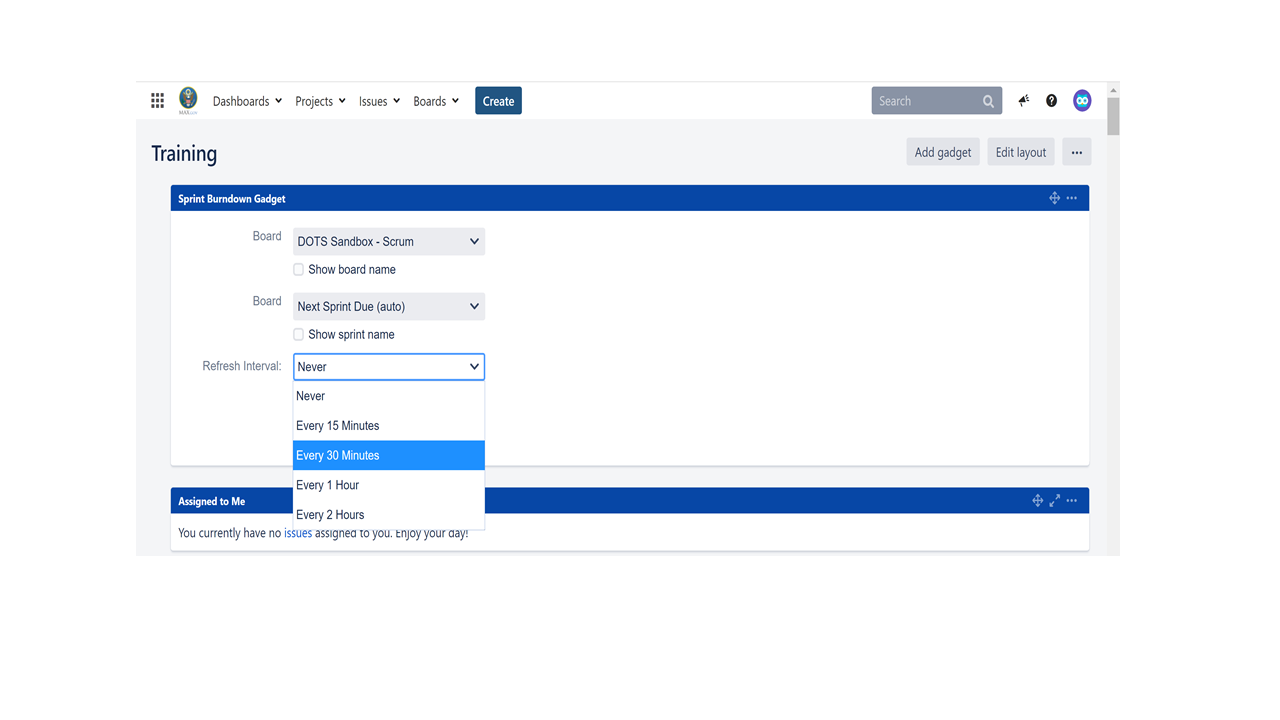 Dashboards Projects Issues Boards Create Search
Training
Add gadget Edit layout
Sprint Burndown Gadget
Board DOTS Sandbox - Scrum
Show board name
Board Next Sprint Due (auto)
Show sprint name
Refresh Interval: Never
Never
Every 15 Minutes
Every 30 Minutes
Every 1 Hour
Every 2 Hours
Assigned to Me
You currently have no issues assigned to you. Enjoy your day!